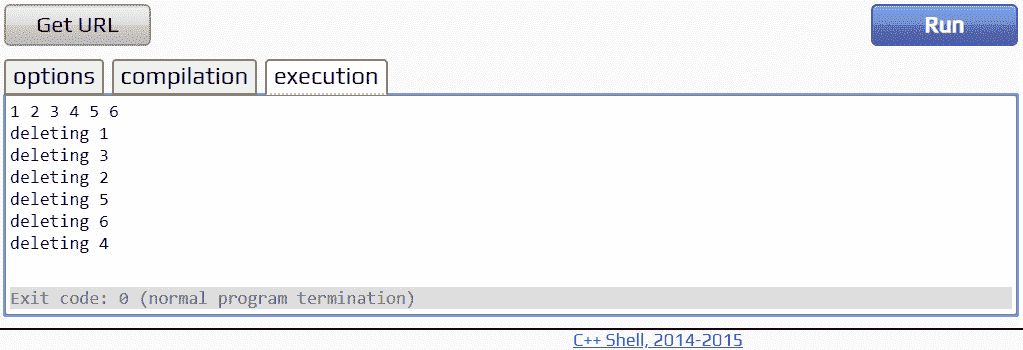 Get URL
Run
options compilation execution
1 2 3 4 5 6
deleting 1
deleting 3
deleting 2
deleting 5
deleting 6
deleting 4
Exit code: 0 (normal program termination)
C++ Shell, 2014-2015